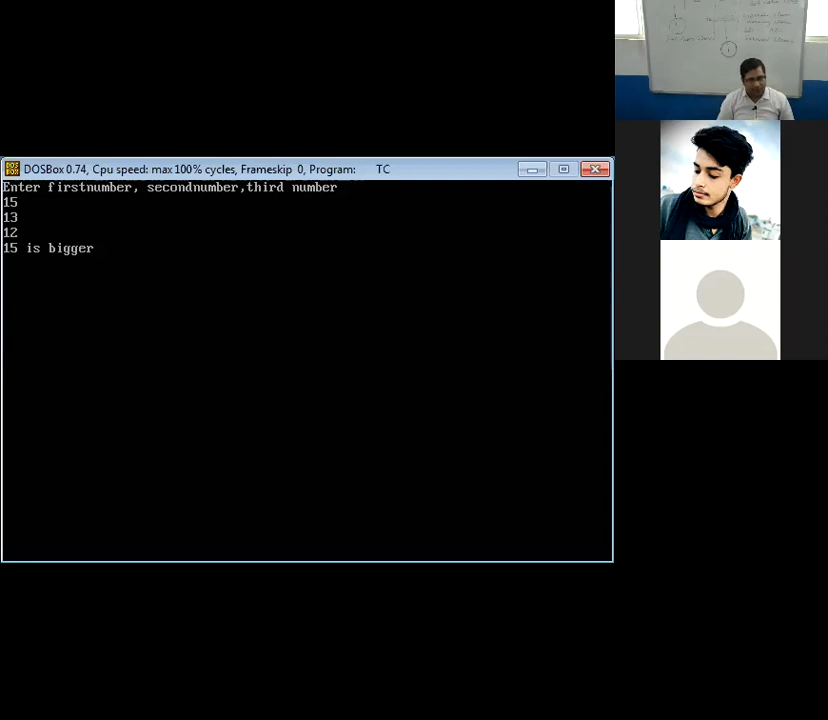 DOSBox 0.74, Cpu speed: max 100% cycles, Frameskip 0, Program: TC
Enter firstnumber, secondnumber,third number
15
13
12
15 is bigger